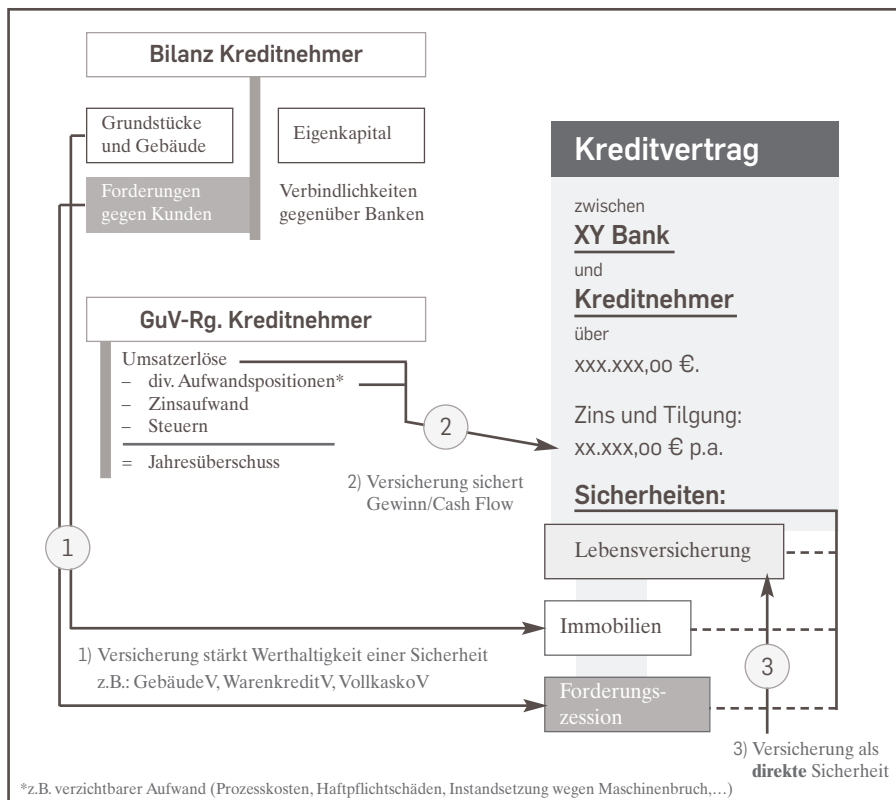 Bilanz Kreditnehmer
Grundstücke
und Gebäude
Eigenkapital
Forderungen
gegen Kunden
Verbindlichkeiten
gegenüber Banken
GuV-Rg. Kreditnehmer
Umsatzerlöse
– div. Aufwandspositionen*
– Zinsaufwand
– Steuern
= Jahresüberschuss
2
2) Versicherung sichert
Gewinn/Cash Flow
1
1) Versicherung stärkt Werthaltigkeit einer Sicherheit
z.B.: GebäudeV, WarenkreditV, VollkaskoV
Kreditvertrag
zwischen
XY Bank
und
Kreditnehmer
über
xxx.xxx,oo €.
Zins und Tilgung:
xx.xxx,oo € p.a.
Sicherheiten:
Lebensversicherung
Immobilien
Forderungs-
zession
3
3) Versicherung als
direkte Sicherheit
*z.B. verzichtbarer Aufwand (Prozesskosten, Haftpflichtschäden, Instandsetzung wegen Maschinenbruch,…)